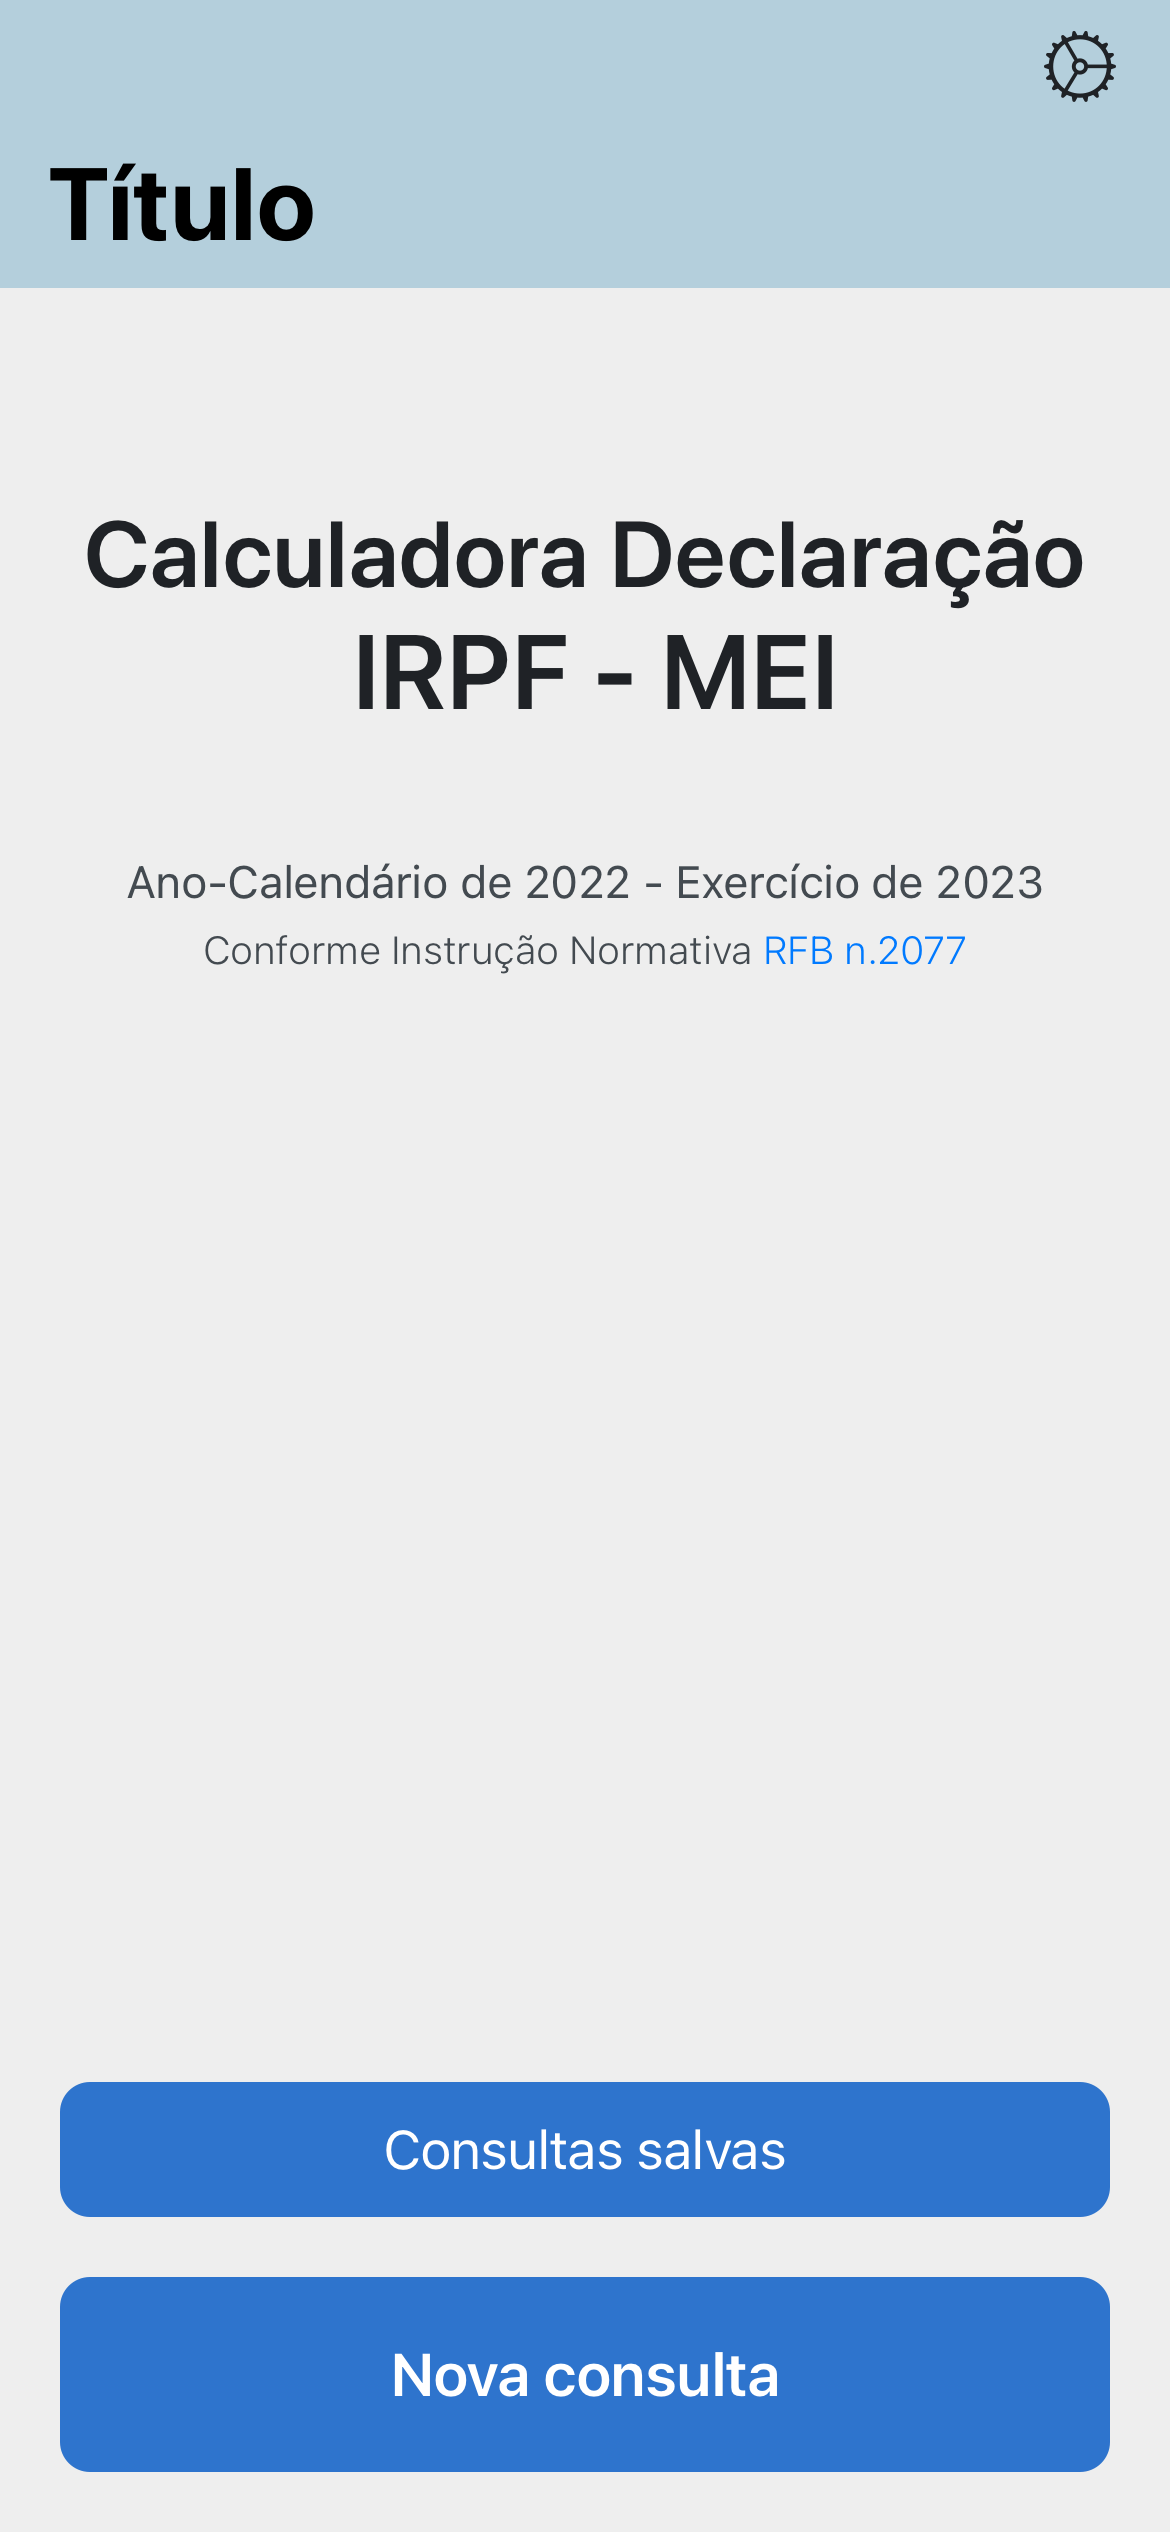 Título
Calculadora Declaração
IRPF - MEI
Ano-Calendário de 2022 - Exercício de 2023
Conforme Instrução Normativa RFB n.2077
Consultas salvas
Nova consulta